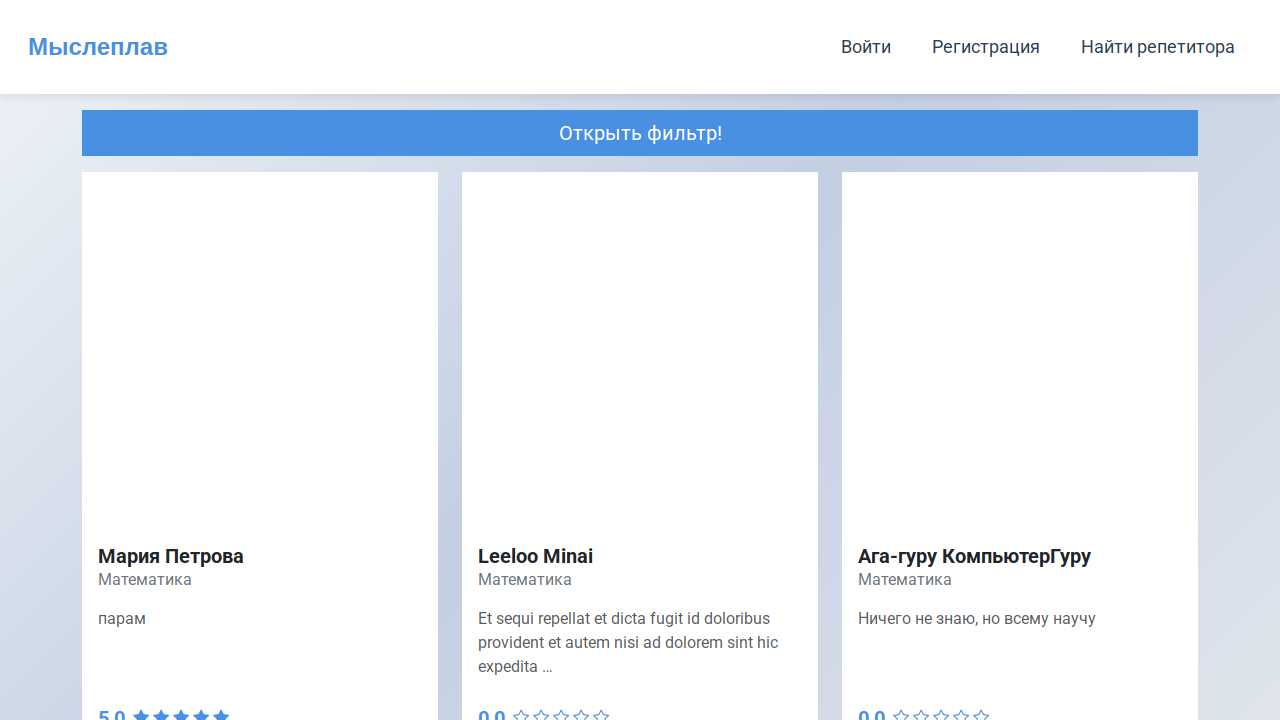 Мыслеплав
Войти
Регистрация
Найти репетитора
Открыть фильтр!
Мария Петрова
Математика
парам
5.0
Leeloo Minai
Математика
Et sequi repellat et dicta fugit id doloribus
provident et autem nisi ad dolorem sint hic
expedita ...
0.0
Ага-гуру КомпьютерГуру
Математика
Ничего не знаю, но всему научу
0.0